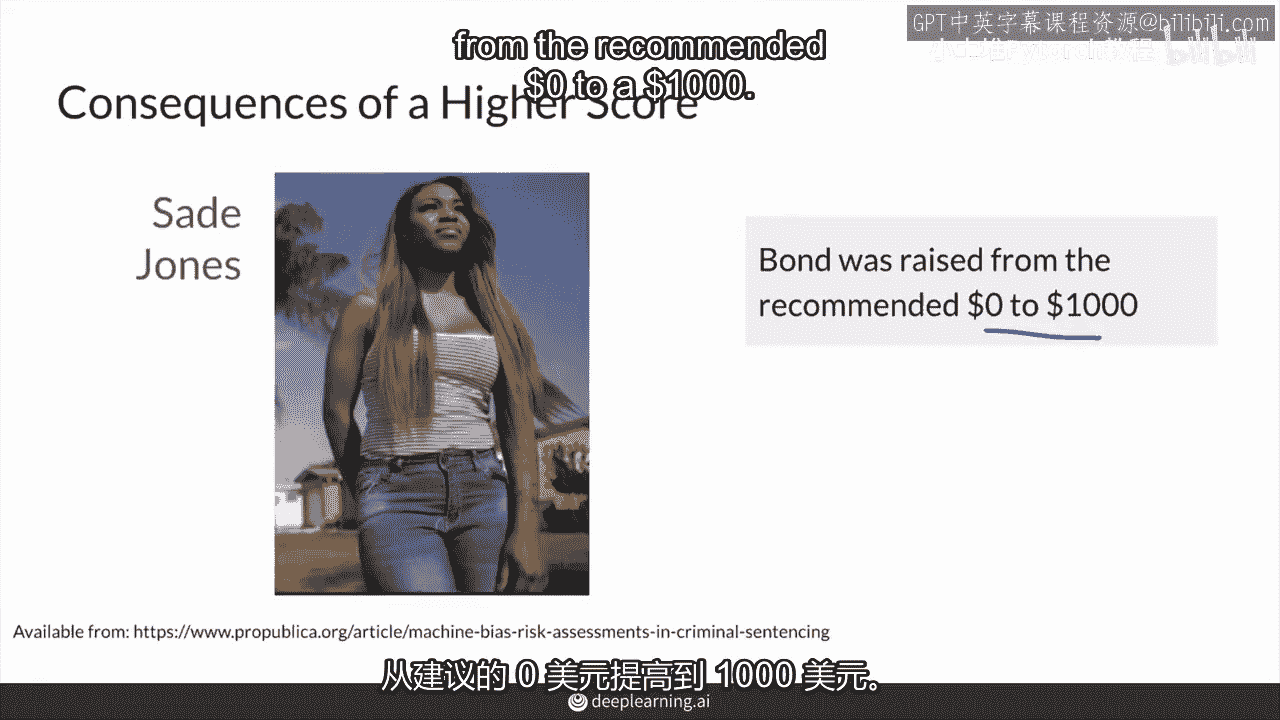 GPT中英字幕课程资源@bilibili.com
from the recommended
$0 to a $1000.
Consequences of a Higher Score
Sade
Jones
Bond was raised from the
recommended $0 to $1000
Available from: https://www.propublica.org/article/machine-bias-risk-assessments-in-criminal-sentencing
从建议的 0 美元提高到 1000 美元。
deeplearning.ai